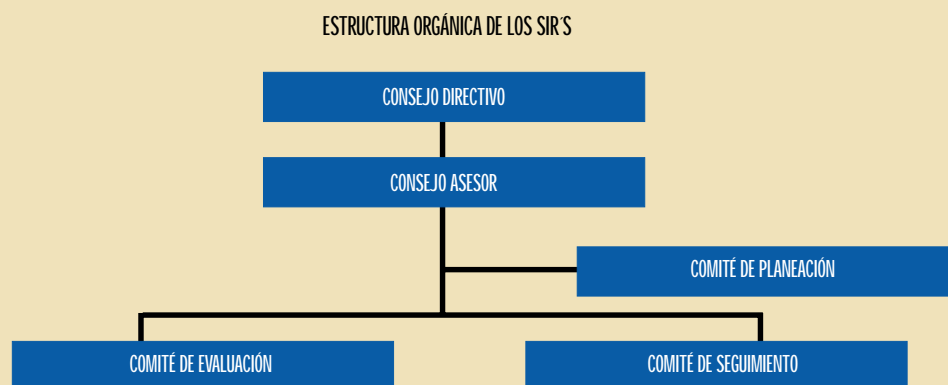 ESTRUCTURA ORGÁNICA DE LOS SIR´S
CONSEJO DIRECTIVO
CONSEJO ASESOR
COMITÉ DE PLANEACIÓN
COMITÉ DE EVALUACIÓN
COMITÉ DE SEGUIMIENTO